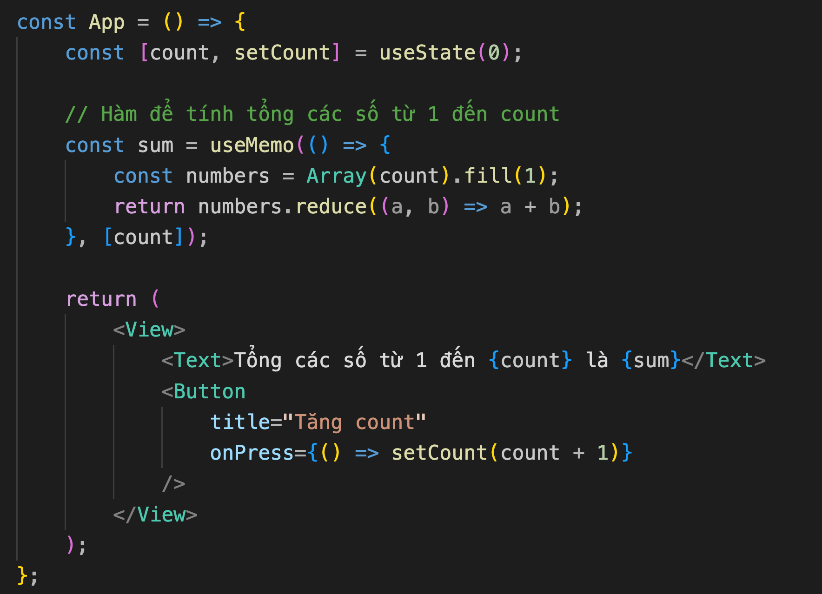 const App = () => {
const [count, setCount] = useState(0);
// Hàm để tính tổng các số từ 1 đến count
const sum = useMemo(() => {
const numbers = Array(count).fill(1);
return numbers.reduce((a, b) => a + b);
}, [count]);
return (
<View>
<Text>Tổng các số từ 1 đến {count} là {sum}</Text>
<Button
title="Tăng count"
onPress={() => setCount(count + 1)}
/>
</View>
);
};